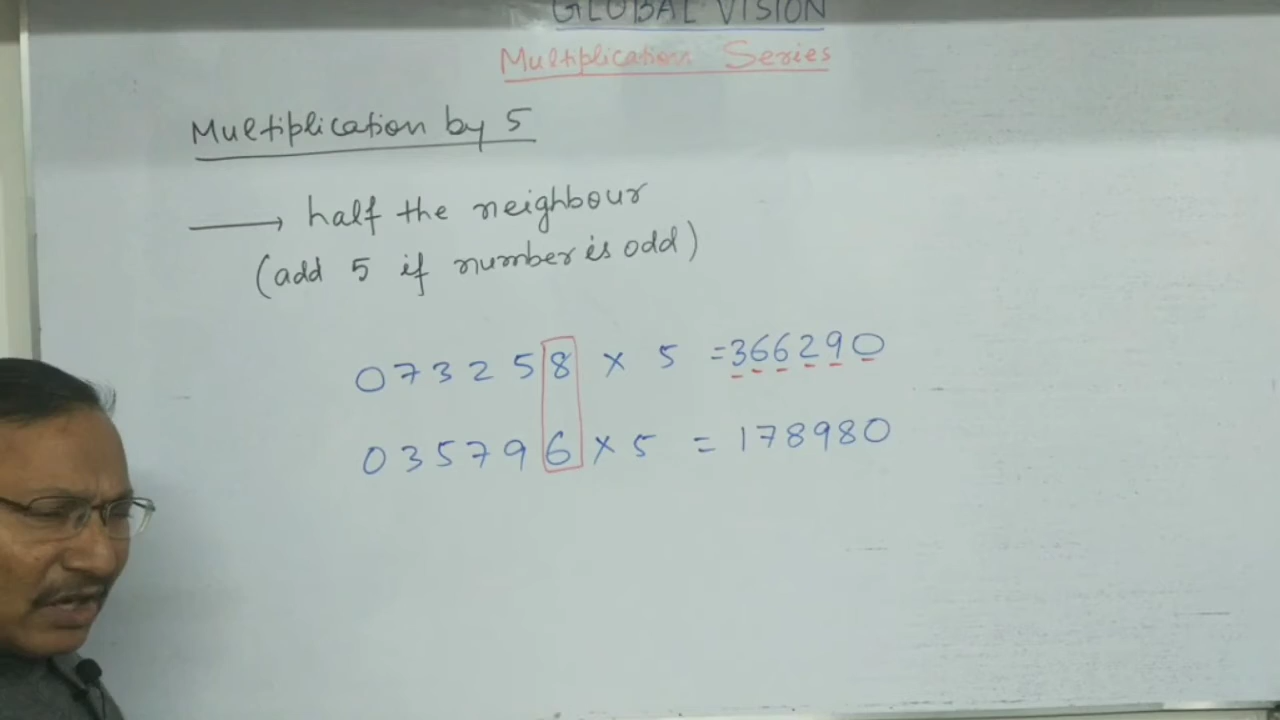 GLOBAL VISION
Multiplication Series
Multiplication by 5
→ half the neighbour
(add 5 if number is odd)
073258 × 5 =366290
035796 × 5 = 178980